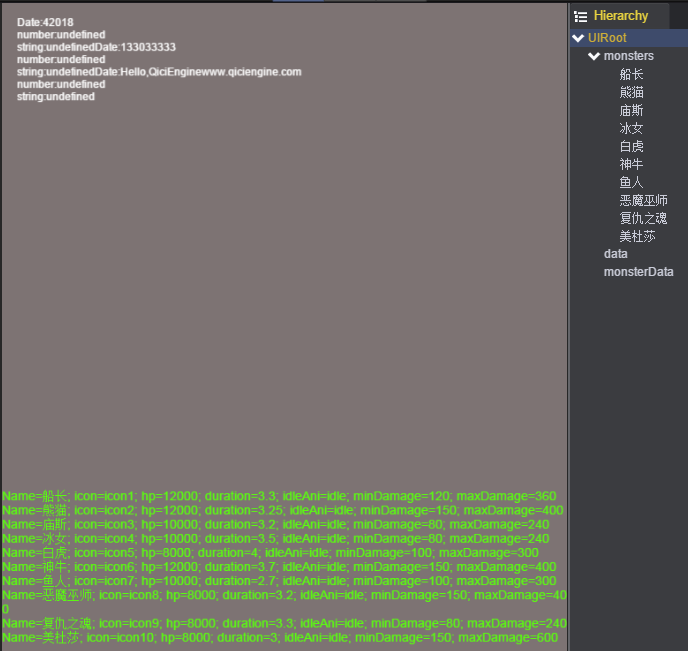 Date:42018
number:undefined
string:undefinedDate:133033333
number:undefined
string:undefinedDate:Hello,QiciEnginewww.qiciengine.com
number:undefined
string:undefined
Name=船长; icon=icon1; hp=12000; duration=3.3; idleAni=idle; minDamage=120; maxDamage=360
Name=熊猫; icon=icon2; hp=12000; duration=3.25; idleAni=idle; minDamage=150; maxDamage=400
Name=庙斯; icon=icon3; hp=10000; duration=3.2; idleAni=idle; minDamage=80; maxDamage=240
Name=冰女; icon=icon4; hp=10000; duration=3.5; idleAni=idle; minDamage=80; maxDamage=240
Name=白虎; icon=icon5; hp=8000; duration=4; idleAni=idle; minDamage=100; maxDamage=300
Name=神牛; icon=icon6; hp=12000; duration=3.7; idleAni=idle; minDamage=150; maxDamage=400
Name=鱼人; icon=icon7; hp=10000; duration=2.7; idleAni=idle; minDamage=100; maxDamage=300
Name=恶魔巫师; icon=icon8; hp=8000; duration=3.2; idleAni=idle; minDamage=150; maxDamage=40
0
Name=复仇之魂; icon=icon9; hp=8000; duration=3.3; idleAni=idle; minDamage=80; maxDamage=240
Name=美杜莎; icon=icon10; hp=8000; duration=3; idleAni=idle; minDamage=150; maxDamage=600
Hierarchy
UIRoot
monsters
船长
熊猫
庙斯
冰女
白虎
神牛
鱼人
恶魔巫师
复仇之魂
美杜莎
data
monsterData